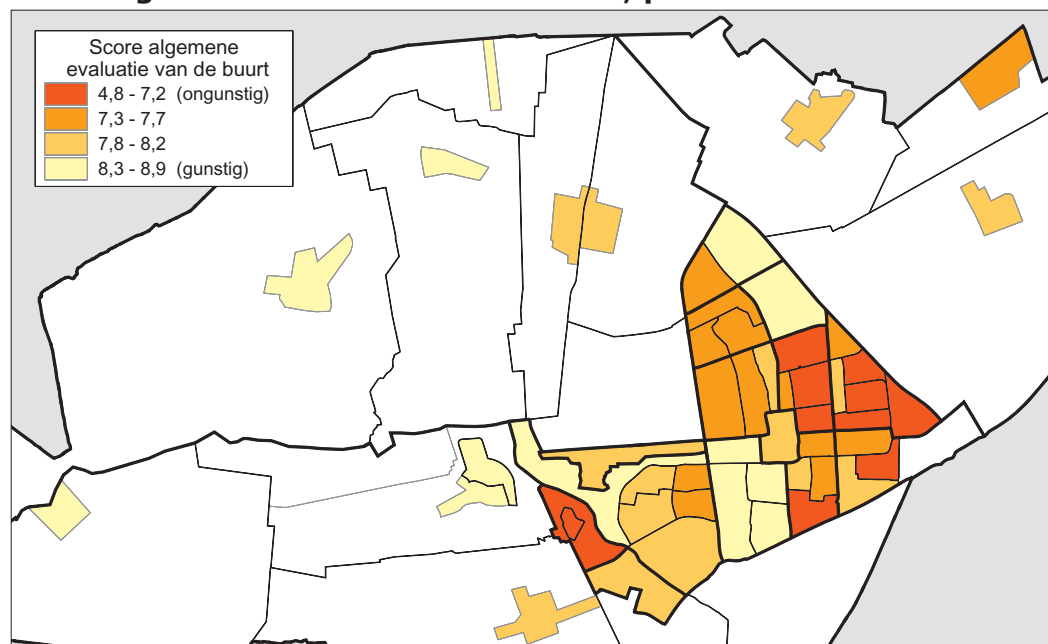 Score algemene
evaluatie van de buurt
4,8 - 7,2 (ongunstig)
7,3 - 7,7
7,8 - 8,2
8,3 - 8,9 (gunstig)